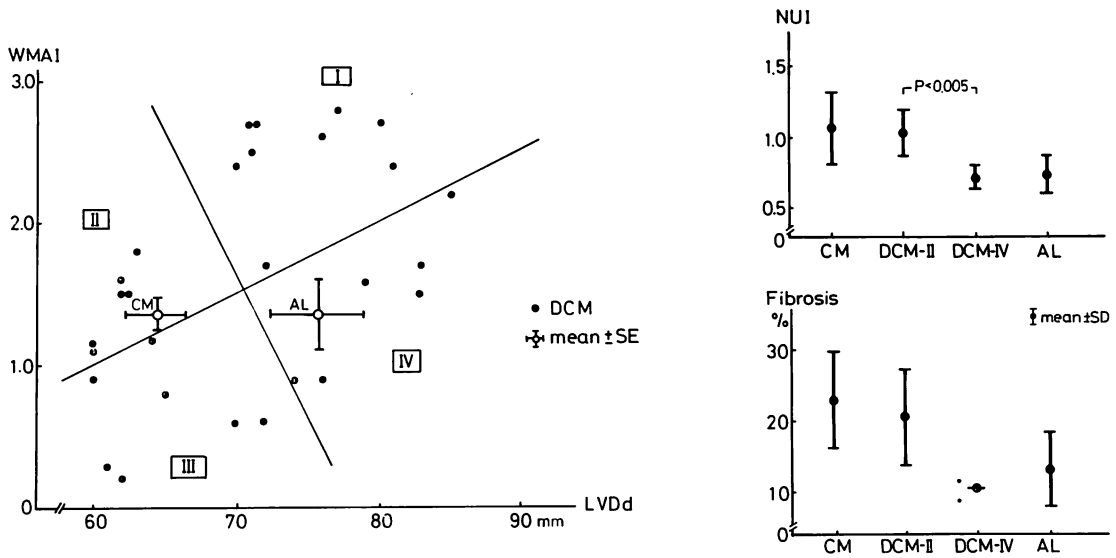 WMAI
3.0
2.0
1.0
0
60
70
80
90 mm
LVDd
I
II
III
IV
CM
AL
● DCM
mean ± SE
NUI
1.5
1.0
0.5
0
P<0.005
CM
DCM-II
DCM-IV
AL
Fibrosis
%
mean ± SD
30
20
10
0
CM
DCM-II
DCM-IV
AL